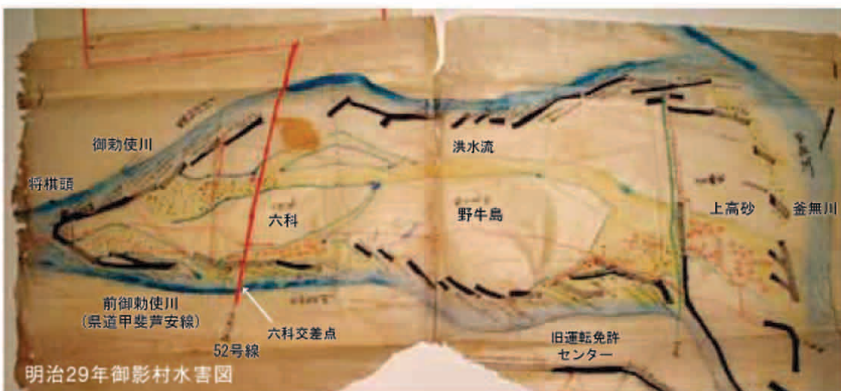 御勅使川
将棋頭
洪水流
六科
野牛島
上高砂
釜無川
前御勅使川
（県道甲斐芦安線）
六科交差点
52号線
旧運転免許
センター
明治29年御影村水害図